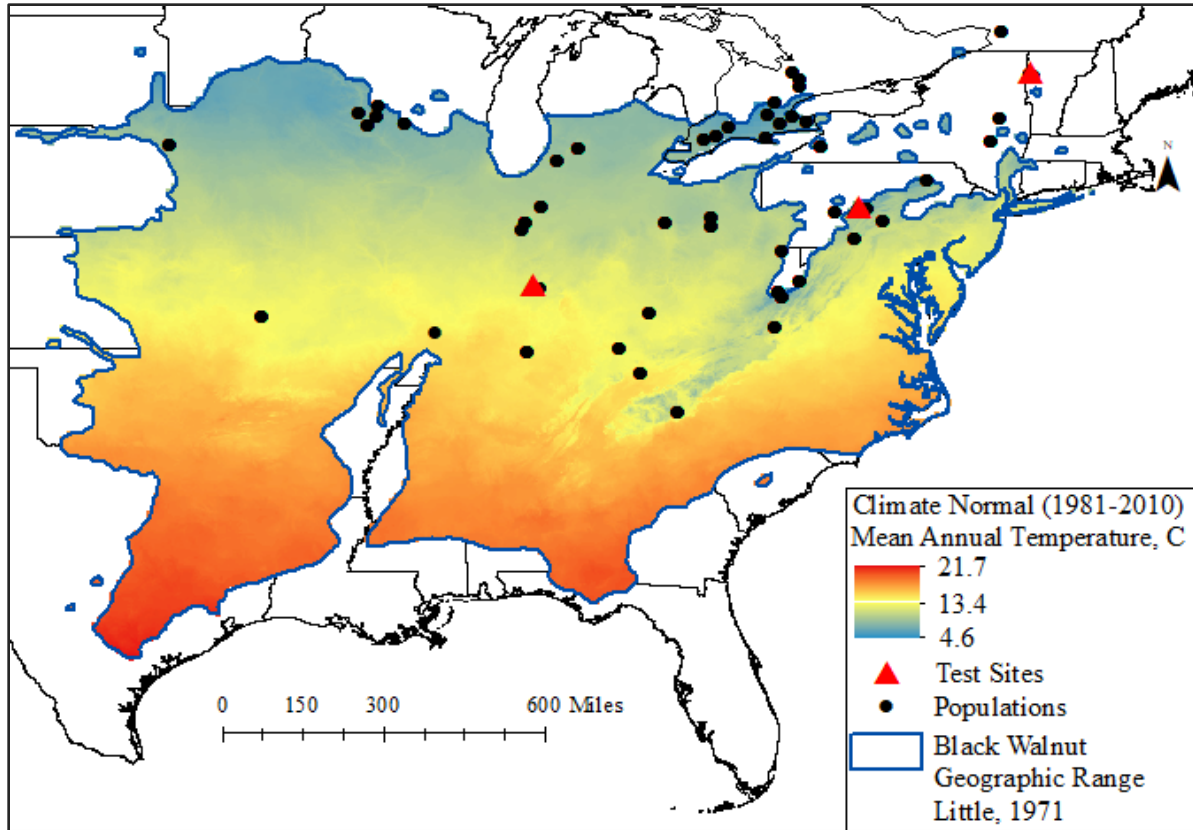 N
Climate Normal (1981-2010)
Mean Annual Temperature, C
21.7
13.4
4.6
Test Sites
Populations
Black Walnut
Geographic Range
Little, 1971
0 150 300 600 Miles